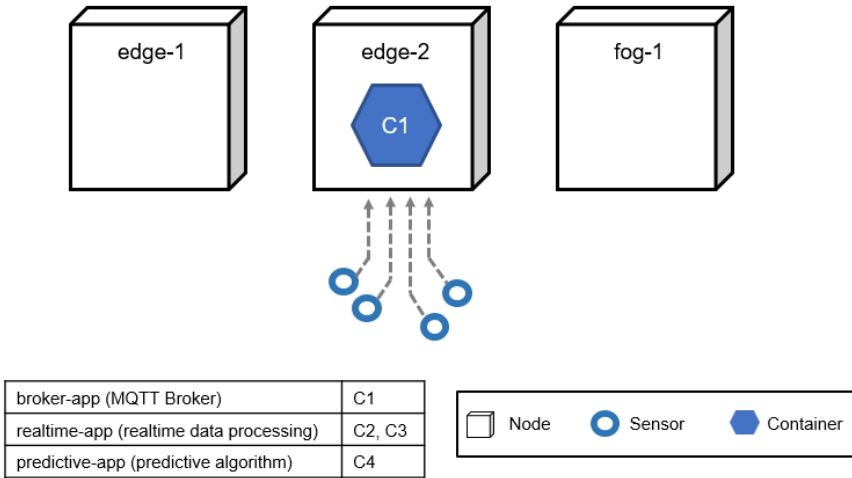 edge-1
edge-2
fog-1
C1
broker-app (MQTT Broker) C1
realtime-app (realtime data processing) C2, C3
predictive-app (predictive algorithm) C4
Node Sensor Container